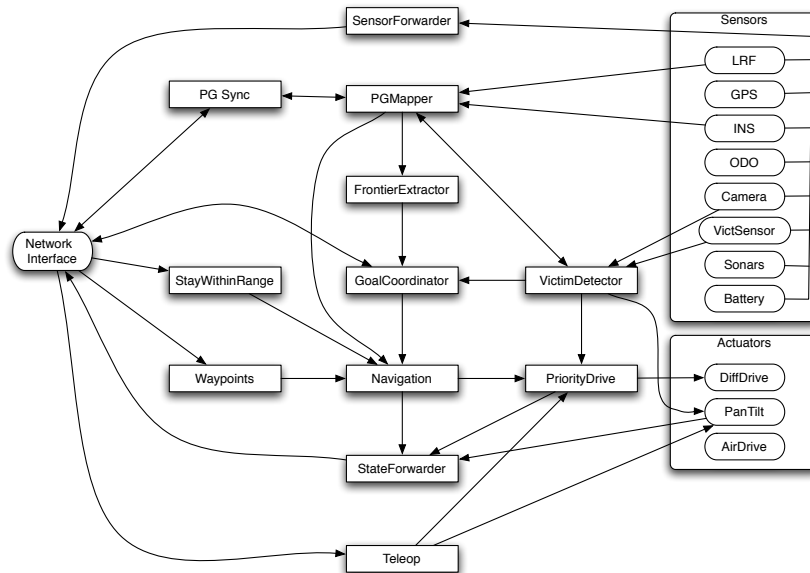 SensorForwarder
Sensors
LRF
PG Sync
PGMapper
GPS
INS
ODO
FrontierExtractor
Camera
VictSensor
Network
Interface
StayWithinRange
GoalCoordinator
VictimDetector
Sonars
Battery
Actuators
Waypoints
Navigation
PriorityDrive
DiffDrive
PanTilt
AirDrive
StateForwarder
Teleop